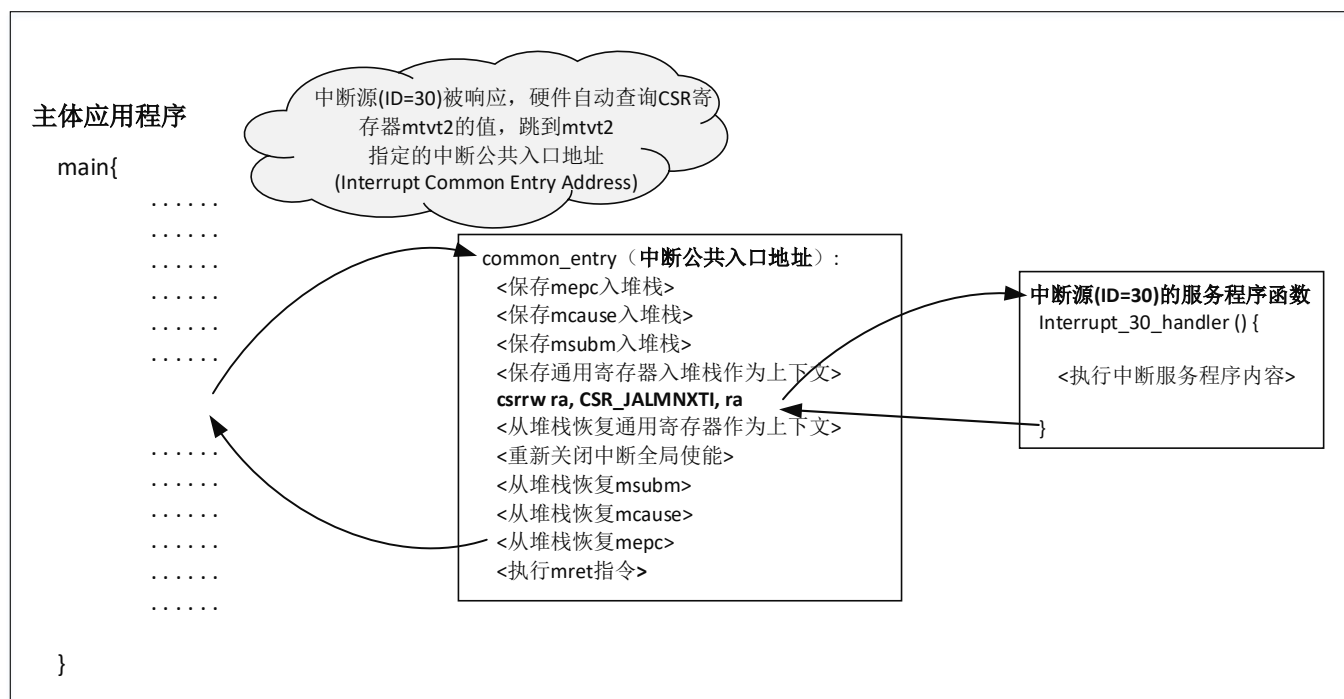 中断源(ID=30)被响应，硬件自动查询CSR寄
存器mtvt2的值，跳到mtvt2
指定的中断公共入口地址
(Interrupt Common Entry Address)
主体应用程序
main{
......
......
......
......
......
......
......
......
......
......
......
......
}
common_entry（中断公共入口地址）:
<保存mepc入堆栈>
<保存mcause入堆栈>
<保存msubm入堆栈>
<保存通用寄存器入堆栈作为上下文>
csrrw ra, CSR_JALMNXTI, ra
<从堆栈恢复通用寄存器作为上下文>
<重新关闭中断全局使能>
<从堆栈恢复msubm>
<从堆栈恢复mcause>
<从堆栈恢复mepc>
<执行mret指令>
中断源(ID=30)的服务程序函数
Interrupt_30_handler () {
<执行中断服务程序内容>
}